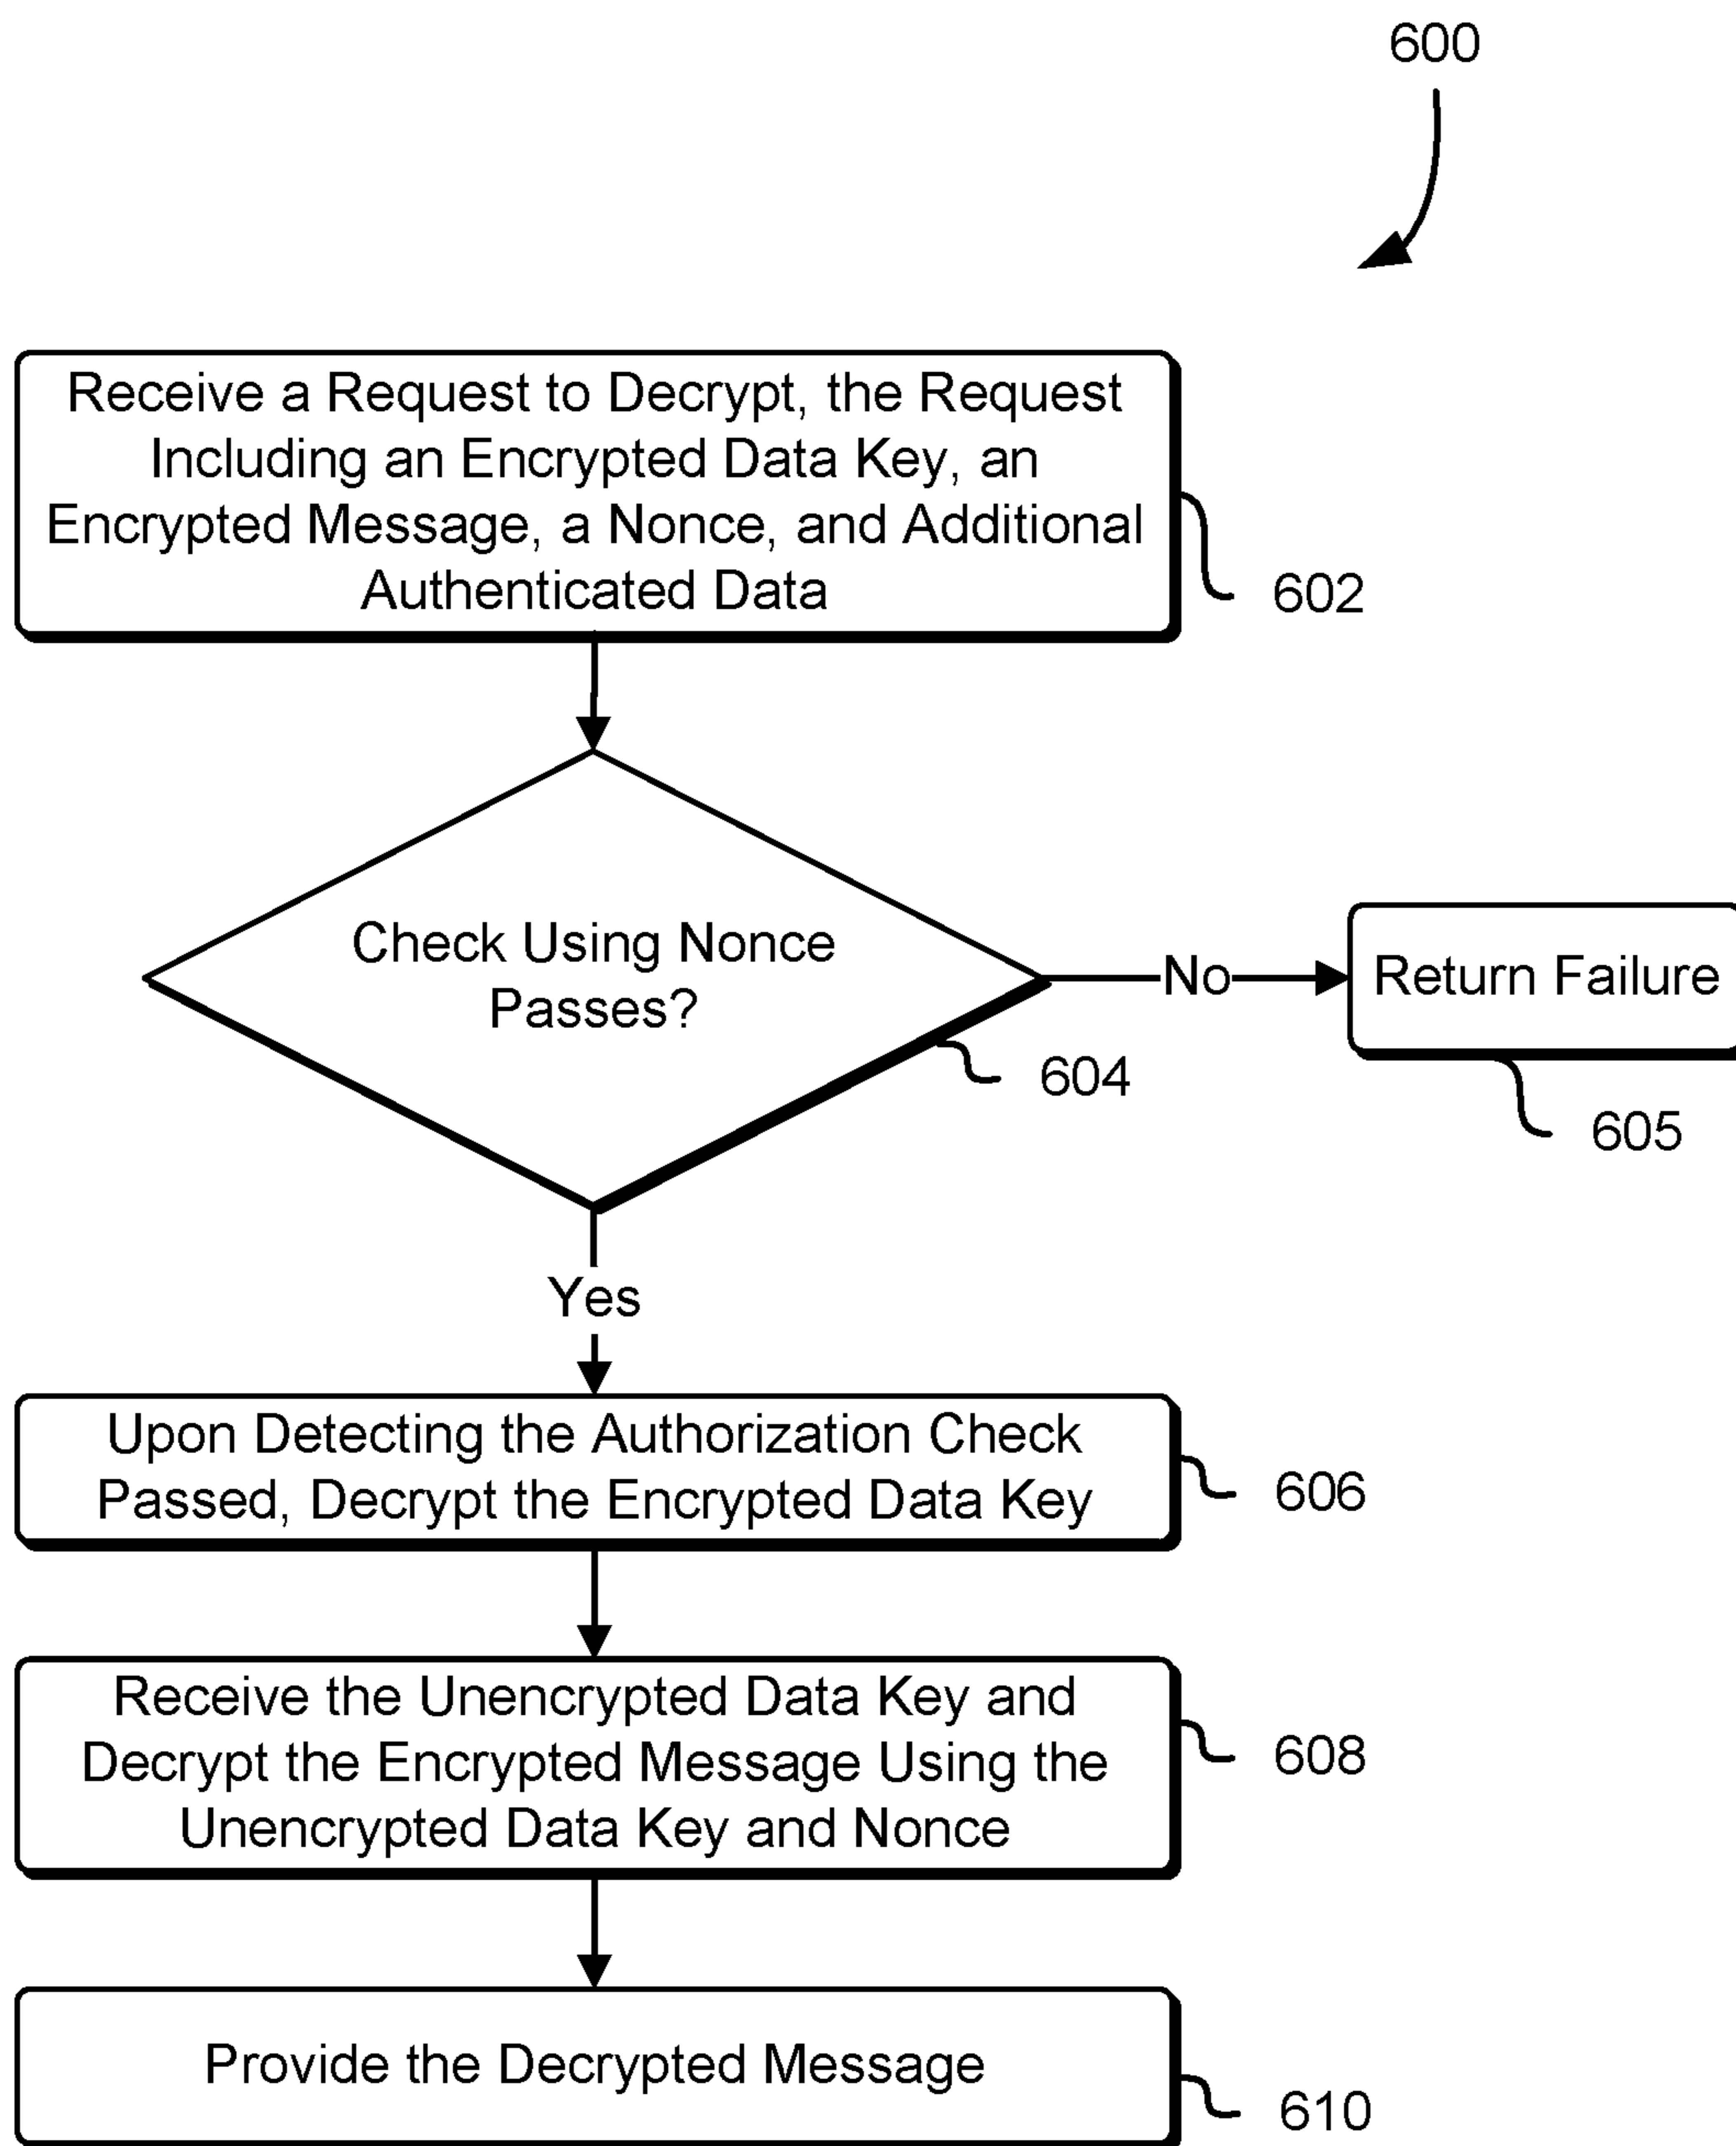 600
Receive a Request to Decrypt, the Request
Including an Encrypted Data Key, an
Encrypted Message, a Nonce, and Additional
Authenticated Data
602
Check Using Nonce
Passes?
No
Return Failure
604
605
Yes
Upon Detecting the Authorization Check
Passed, Decrypt the Encrypted Data Key
606
Receive the Unencrypted Data Key and
Decrypt the Encrypted Message Using the
Unencrypted Data Key and Nonce
608
Provide the Decrypted Message
610